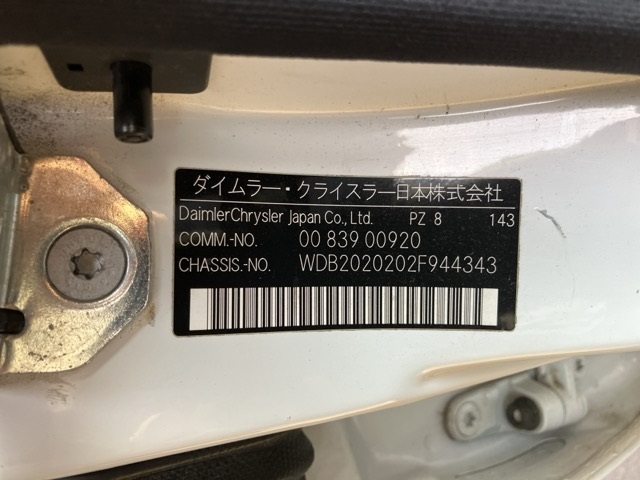 ダイムラー・クライスラー日本株式会社
DaimlerChrysler Japan Co., Ltd. PZ 8 143
COMM.-NO. 00 839 00920
CHASSIS.-NO. WDB2020202F944343